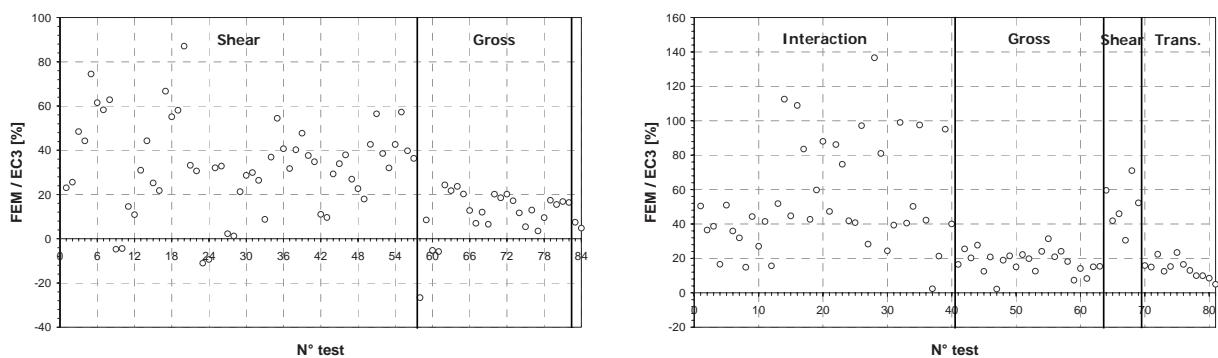 100
80
60
40
20
0
-20
-40
0 6 12 18 24 30 36 42 48 54 60 66 72 78 84
Shear
Gross
FEM / EC3 [%]
N° test
160
140
120
100
80
60
40
20
0
-20
0 10 20 30 40 50 60 70 80
Interaction
Gross
Shear
Trans.
FEM / EC3 [%]
N° test